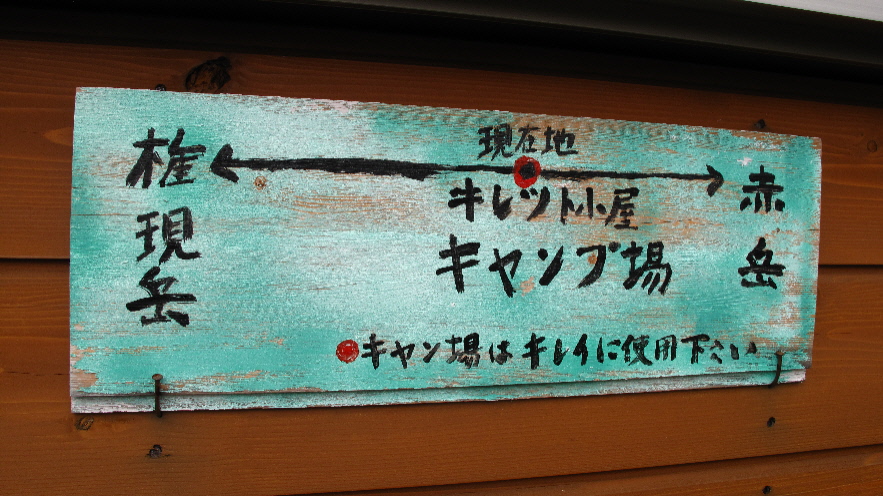 権現岳
現在地
赤岳
キレット小屋
キャンプ場
キャン場はキレイに使用下さい